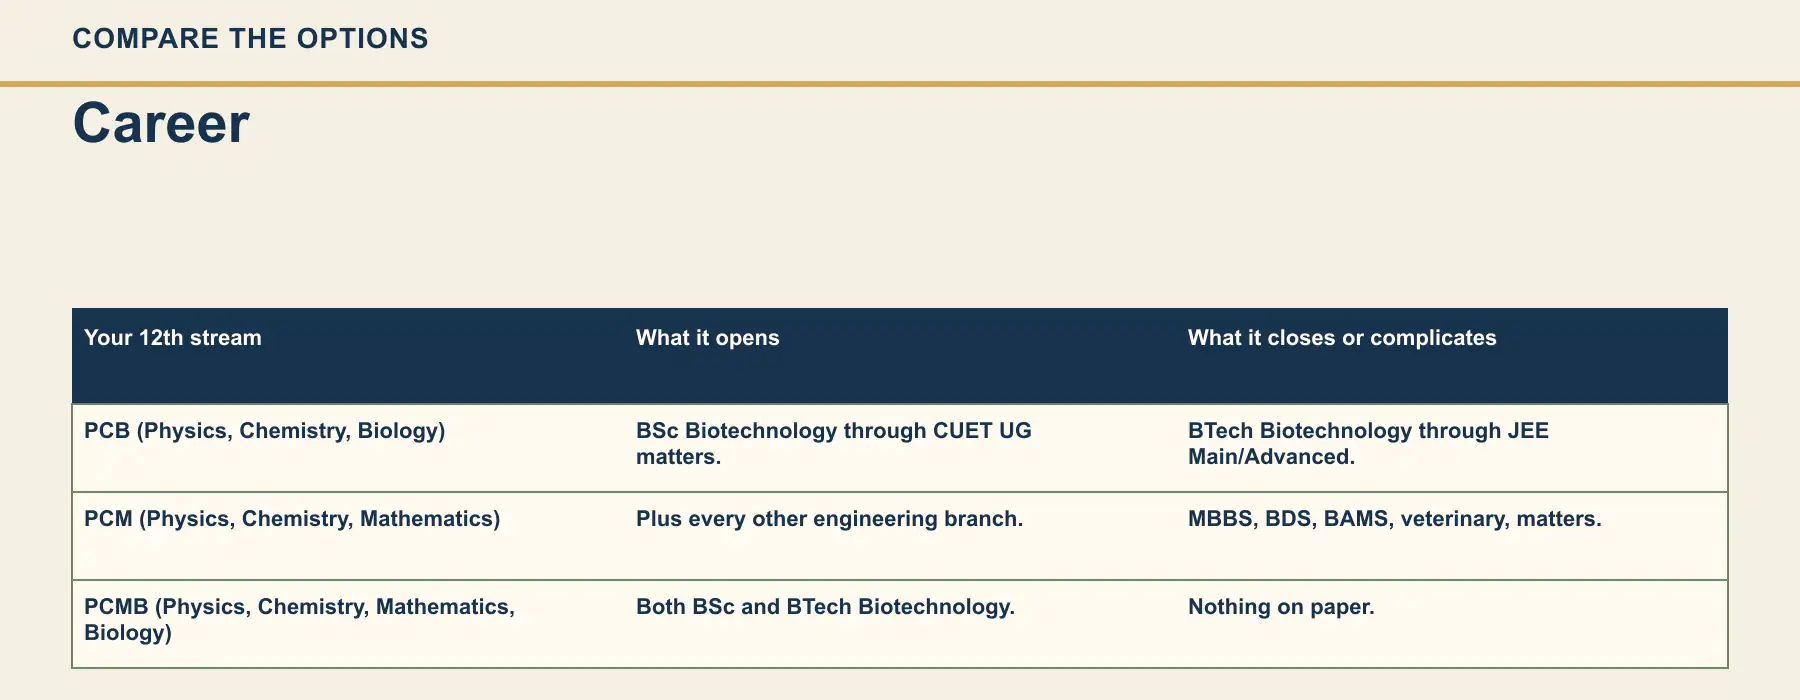 COMPARE THE OPTIONS
Career
Your 12th stream
What it opens
What it closes or complicates
PCB (Physics, Chemistry, Biology)
BSc Biotechnology through CUET UG
matters.
BTech Biotechnology through JEE
Main/Advanced.
PCM (Physics, Chemistry, Mathematics)
Plus every other engineering branch.
MBBS, BDS, BAMS, veterinary, matters.
PCMB (Physics, Chemistry, Mathematics,
Biology)
Both BSc and BTech Biotechnology.
Nothing on paper.